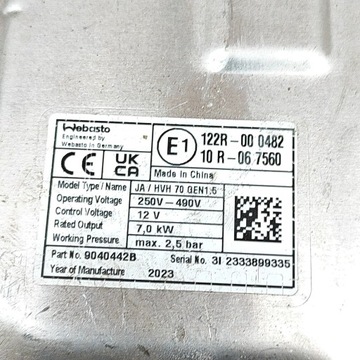 Webasto
Engineered by
Webasto in Germany
CE
UK
CA
E1
122R-00 0482
10 R-06 7560
Made in China
Model Type / Name JA / HVH 70 GEN1,5
Operating Voltage 250V - 490V
Control Voltage 12 V
Rated Output 7,0 kW
Working Pressure max. 2,5 bar
Part No. 9040442B Serial No. 3I 2333899335
Year of Manufacture 2023